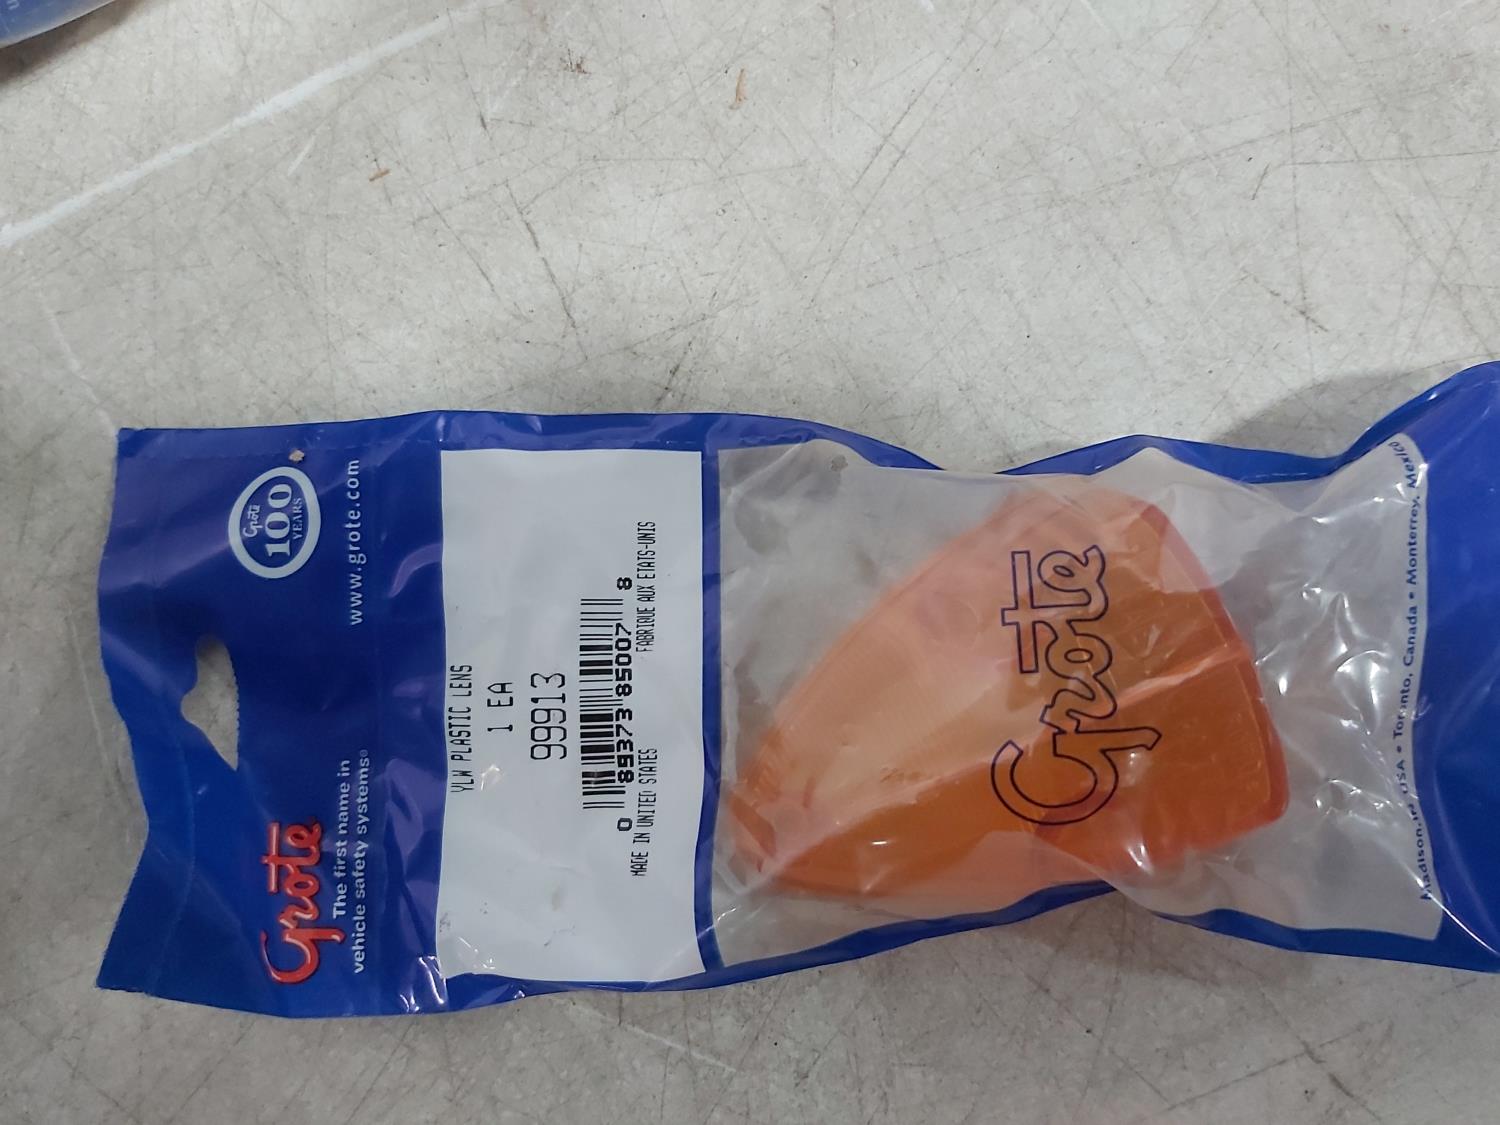 Grote
100
YEARS
www.grote.com
Grote
The first name in
vehicle safety systems®
YLW PLASTIC LENS
1 EA
99913
0 89373 85007 8
MADE IN UNITED STATES FABRIQUE AUX ETATS-UNIS
Grote
Madison, USA • Toronto, Canada • Monterrey, Mexico